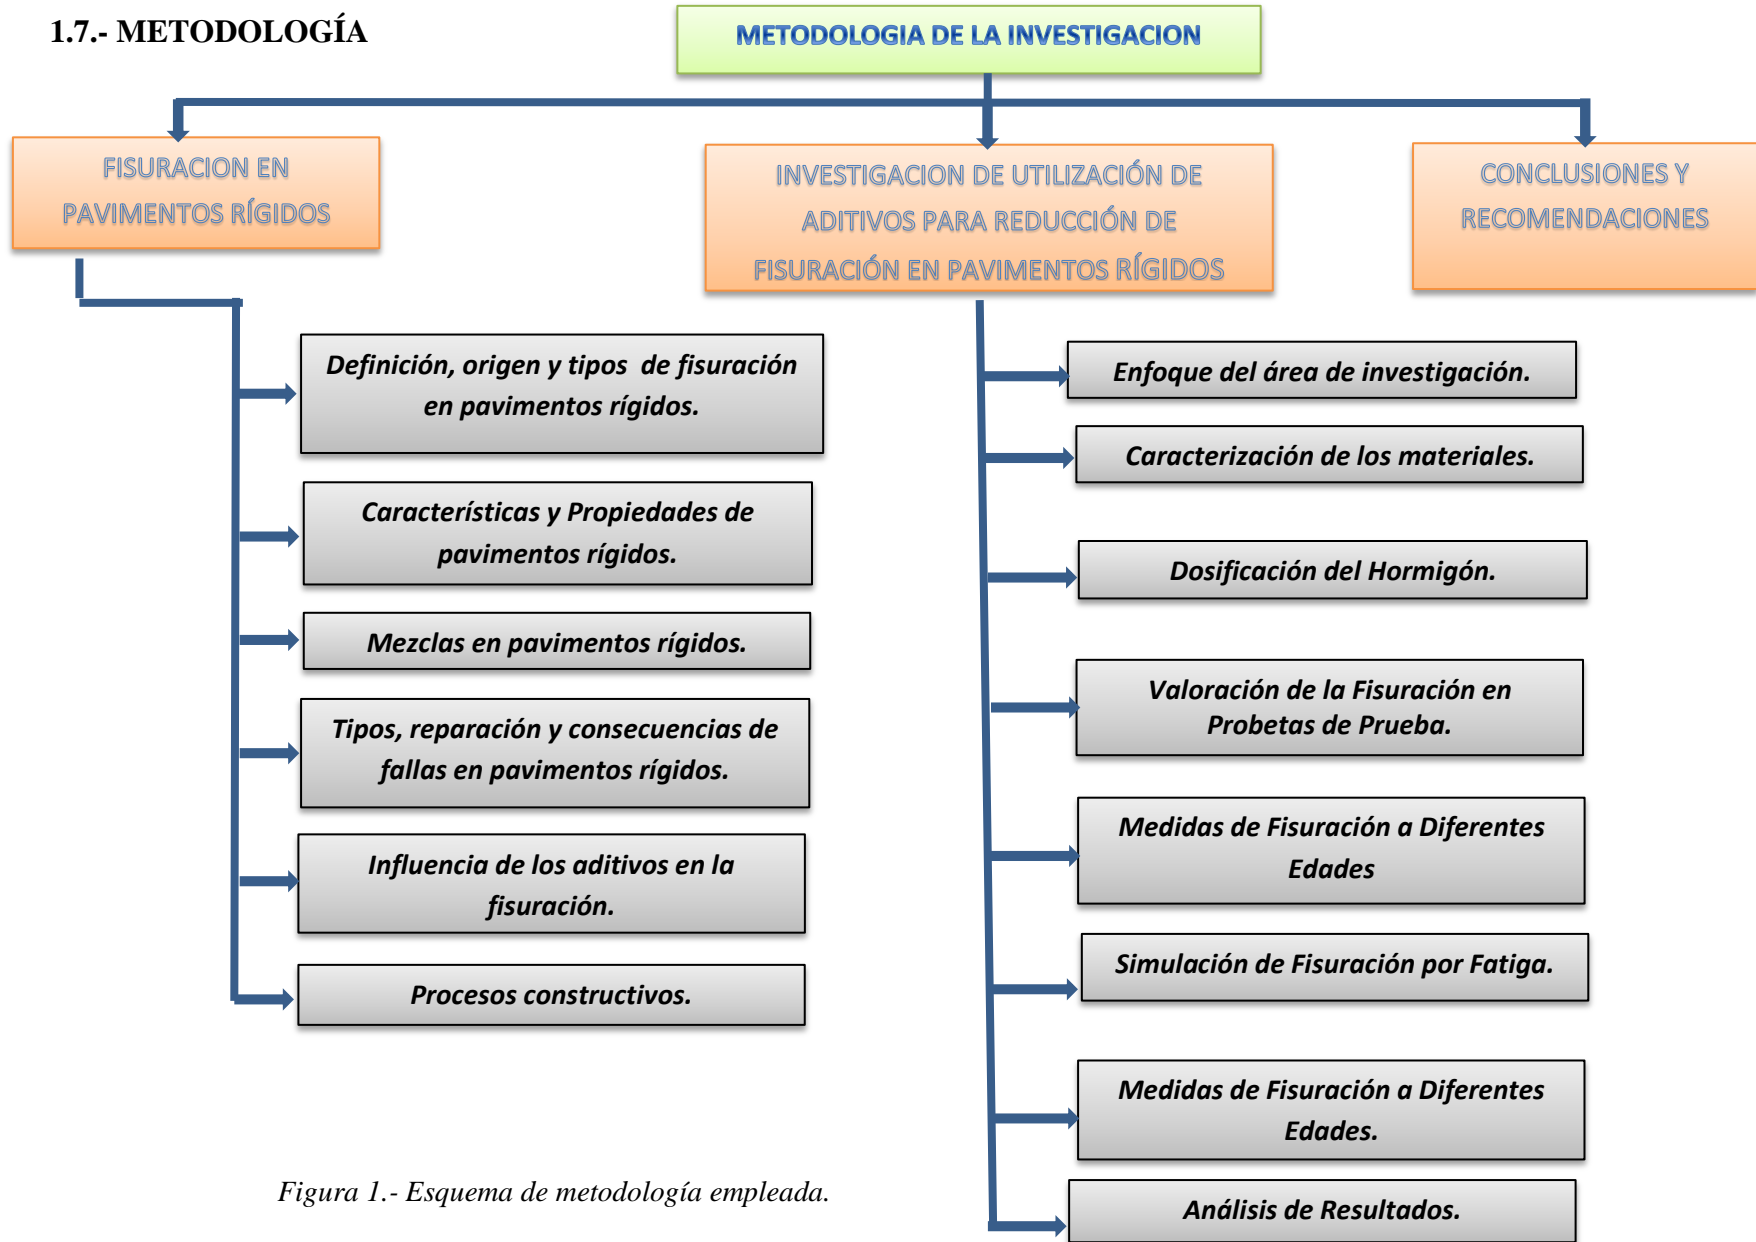 1.7.- METODOLOGÍA
METODOLOGIA DE LA INVESTIGACION
FISURACION EN
PAVIMENTOS RÍGIDOS
INVESTIGACION DE UTILIZACIÓN DE
ADITIVOS PARA REDUCCIÓN DE
FISURACIÓN EN PAVIMENTOS RÍGIDOS
CONCLUSIONES Y
RECOMENDACIONES
Definición, origen y tipos  de fisuración
en pavimentos rígidos.
Características y Propiedades de
pavimentos rígidos.
Mezclas en pavimentos rígidos.
Tipos, reparación y consecuencias de
fallas en pavimentos rígidos.
Influencia de los aditivos en la
fisuración.
Procesos constructivos.
Enfoque del área de investigación.
Caracterización de los materiales.
Dosificación del Hormigón.
Valoración de la Fisuración en
Probetas de Prueba.
Medidas de Fisuración a Diferentes
Edades
Simulación de Fisuración por Fatiga.
Medidas de Fisuración a Diferentes
Edades.
Análisis de Resultados.
Figura 1.- Esquema de metodología empleada.